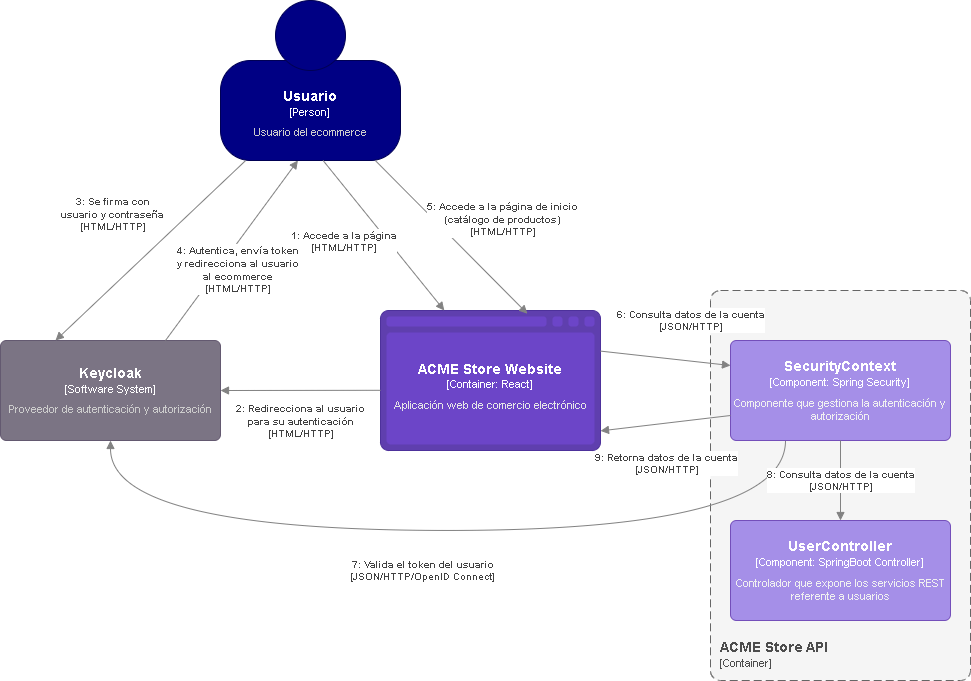 Usuario
[Person]
Usuario del ecommerce
3: Se firma con
usuario y contraseña
[HTML/HTTP]
4: Autentica, envía token
y redirecciona al usuario
al ecommerce
[HTML/HTTP]
1: Accede a la página
[HTML/HTTP]
5: Accede a la página de inicio
(catálogo de productos)
[HTML/HTTP]
6: Consulta datos de la cuenta
[JSON/HTTP]
Keycloak
[Software System]
Proveedor de autenticación y autorización
ACME Store Website
[Container: React]
Aplicación web de comercio electrónico
SecurityContext
[Component: Spring Security]
Componente que gestiona la autenticación y
autorización
2: Redirecciona al usuario
para su autenticación
[HTML/HTTP]
9: Retorna datos de la cuenta
[JSON/HTTP]
8: Consulta datos de la cuenta
[JSON/HTTP]
7: Valida el token del usuario
[JSON/HTTP/OpenID Connect]
UserController
[Component: SpringBoot Controller]
Controlador que expone los servicios REST
referente a usuarios
ACME Store API
[Container]